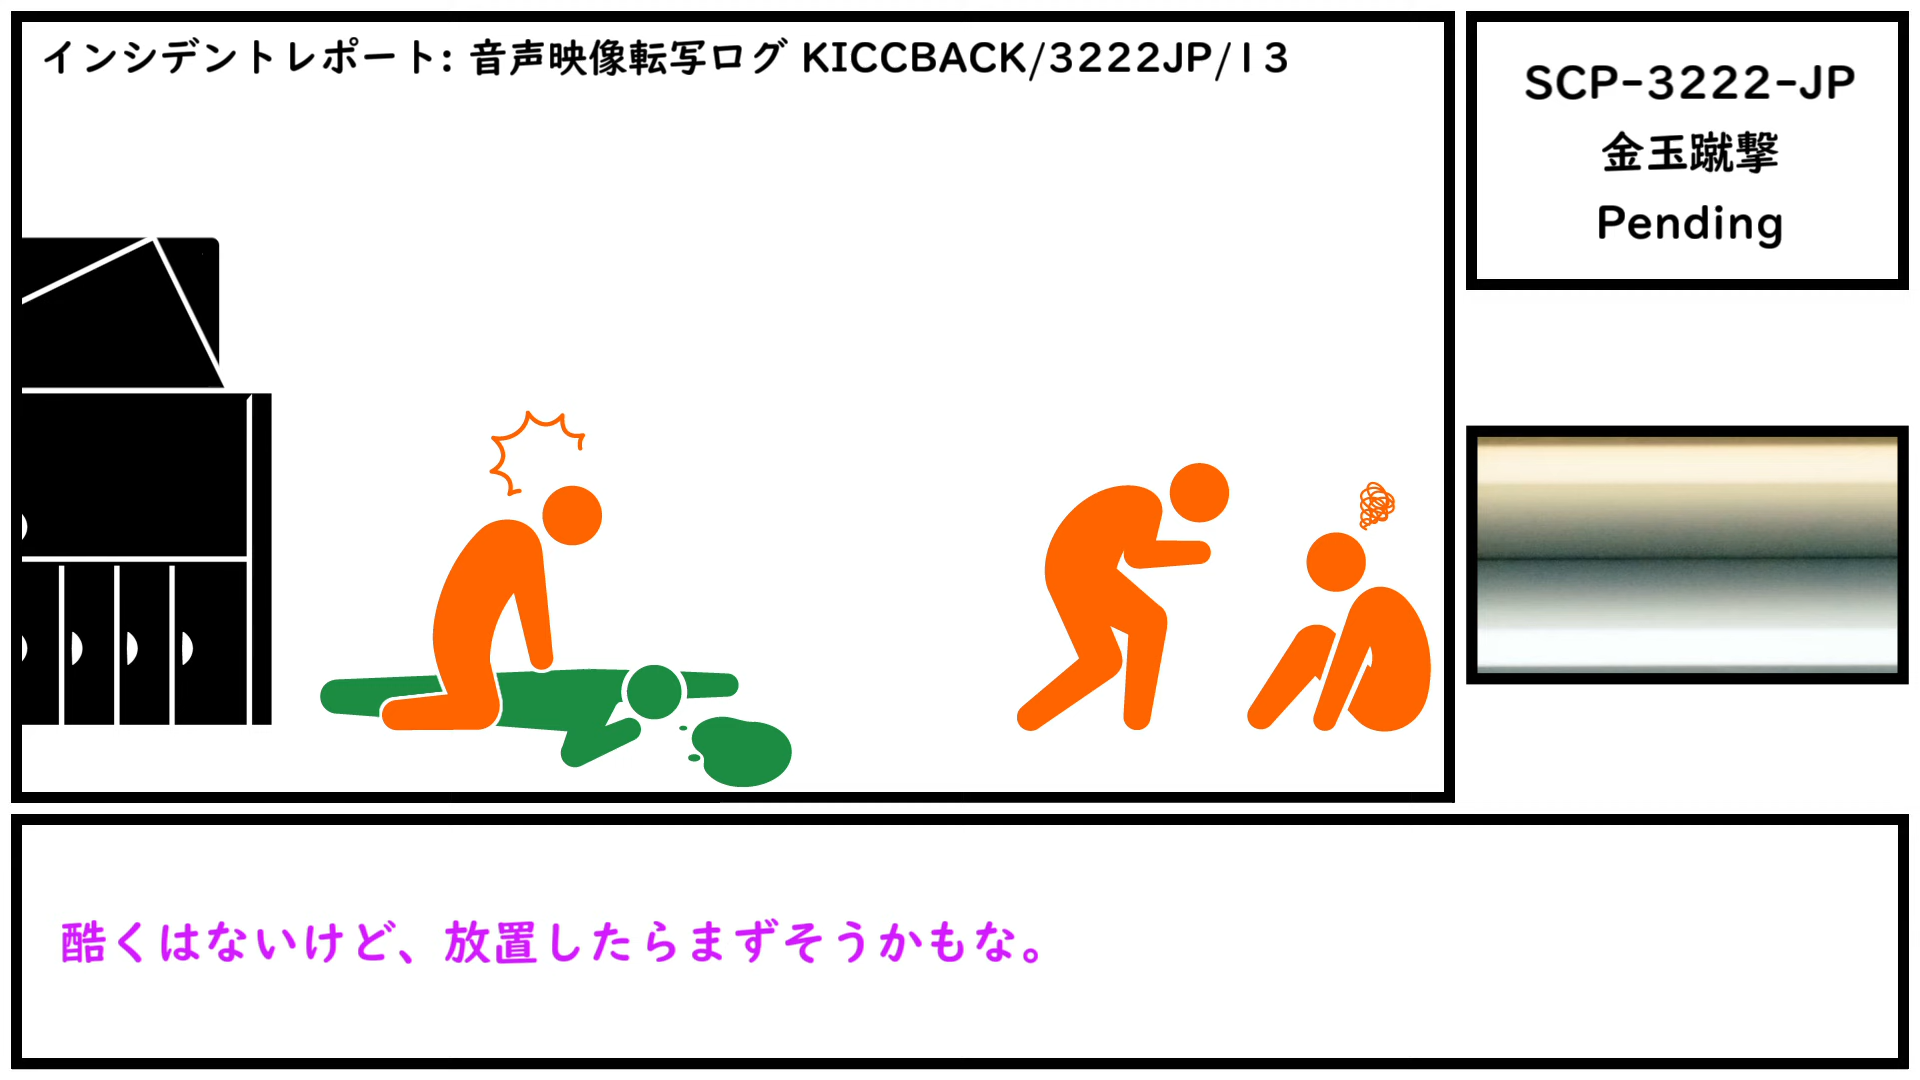 インシデントレポート: 音声映像転写ログ KICCBACK/3222JP/13
SCP-3222-JP
金玉蹴撃
Pending
酷くはないけど、放置したらまずそうかもな。